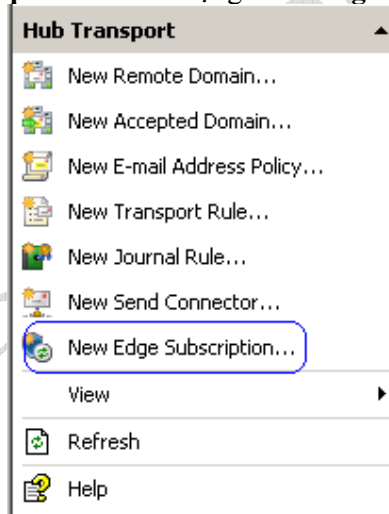 Hub Transport
New Remote Domain...
New Accepted Domain...
New E-mail Address Policy...
New Transport Rule...
New Journal Rule...
New Send Connector...
New Edge Subscription...
View
Refresh
Help